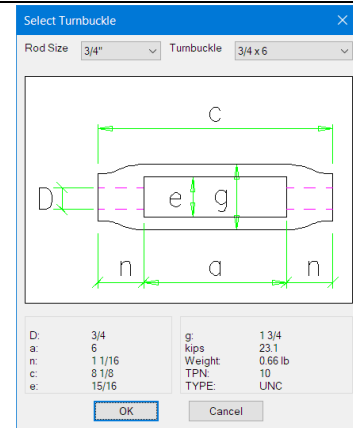 Select Turnbuckle
Rod Size 3/4" Turnbuckle 3/4 x 6
C
D e g
n a n
D: 3/4
a: 6
n: 1 1/16
c: 8 1/8
e: 15/16
g: 1 3/4
kips 23.1
Weight: 0.66 lb
TPN: 10
TYPE: UNC
OK Cancel